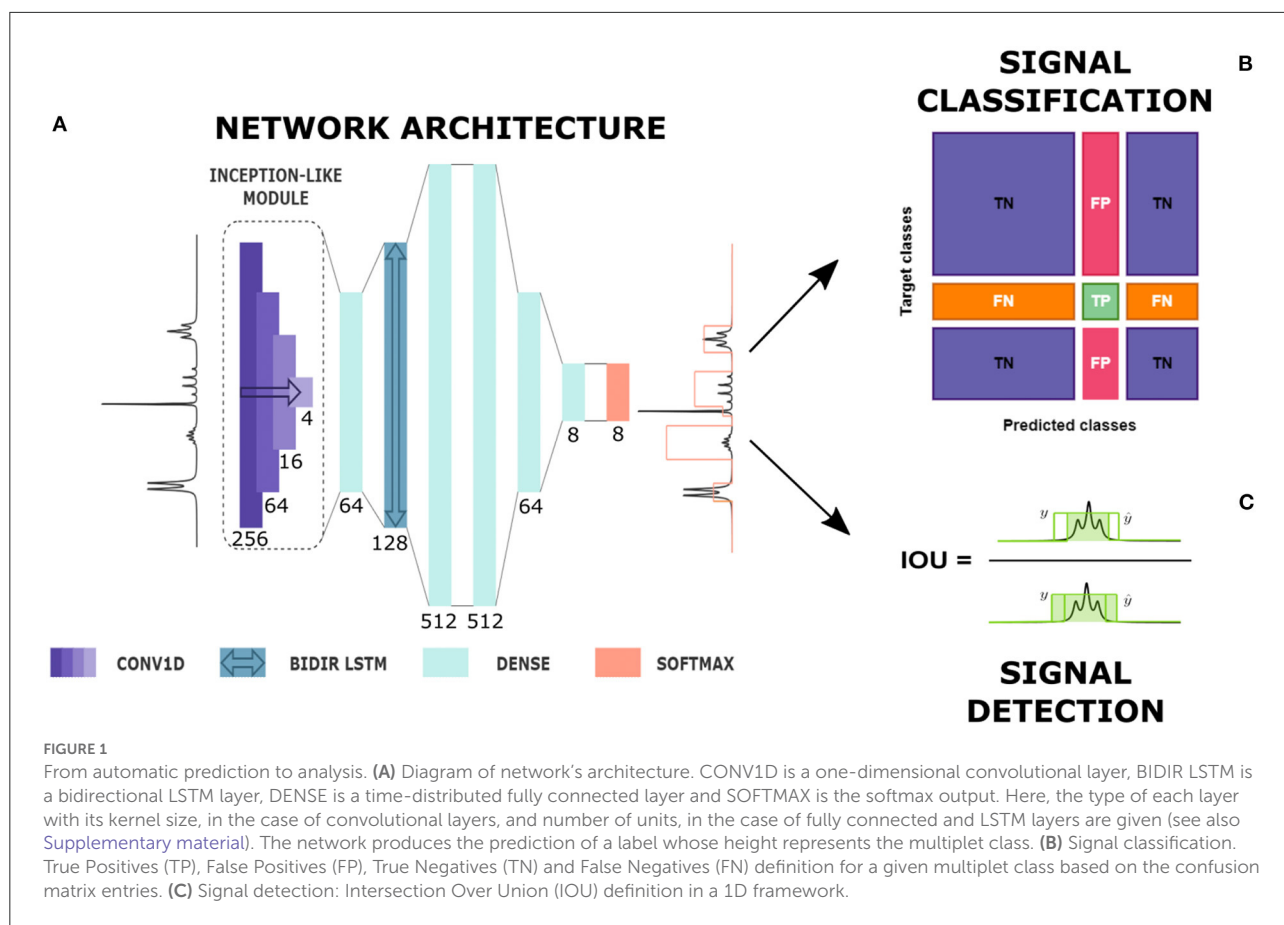 A
NETWORK ARCHITECTURE
INCEPTION-LIKE
MODULE
256
64
16
4
64
128
512
512
64
8
8
CONV1D
BIDIR LSTM
DENSE
SOFTMAX
SIGNAL
CLASSIFICATION
B
Target classes
TN
FP
TN
FN
TP
FN
TN
FP
TN
Predicted classes
C
y
ŷ
IOU =
y
ŷ
SIGNAL
DETECTION
FIGURE 1
From automatic prediction to analysis. (A) Diagram of network's architecture. CONV1D is a one-dimensional convolutional layer, BIDIR LSTM is
a bidirectional LSTM layer, DENSE is a time-distributed fully connected layer and SOFTMAX is the softmax output. Here, the type of each layer
with its kernel size, in the case of convolutional layers, and number of units, in the case of fully connected and LSTM layers are given (see also
Supplementary material). The network produces the prediction of a label whose height represents the multiplet class. (B) Signal classification.
True Positives (TP), False Positives (FP), True Negatives (TN) and False Negatives (FN) definition for a given multiplet class based on the confusion
matrix entries. (C) Signal detection: Intersection Over Union (IOU) definition in a 1D framework.